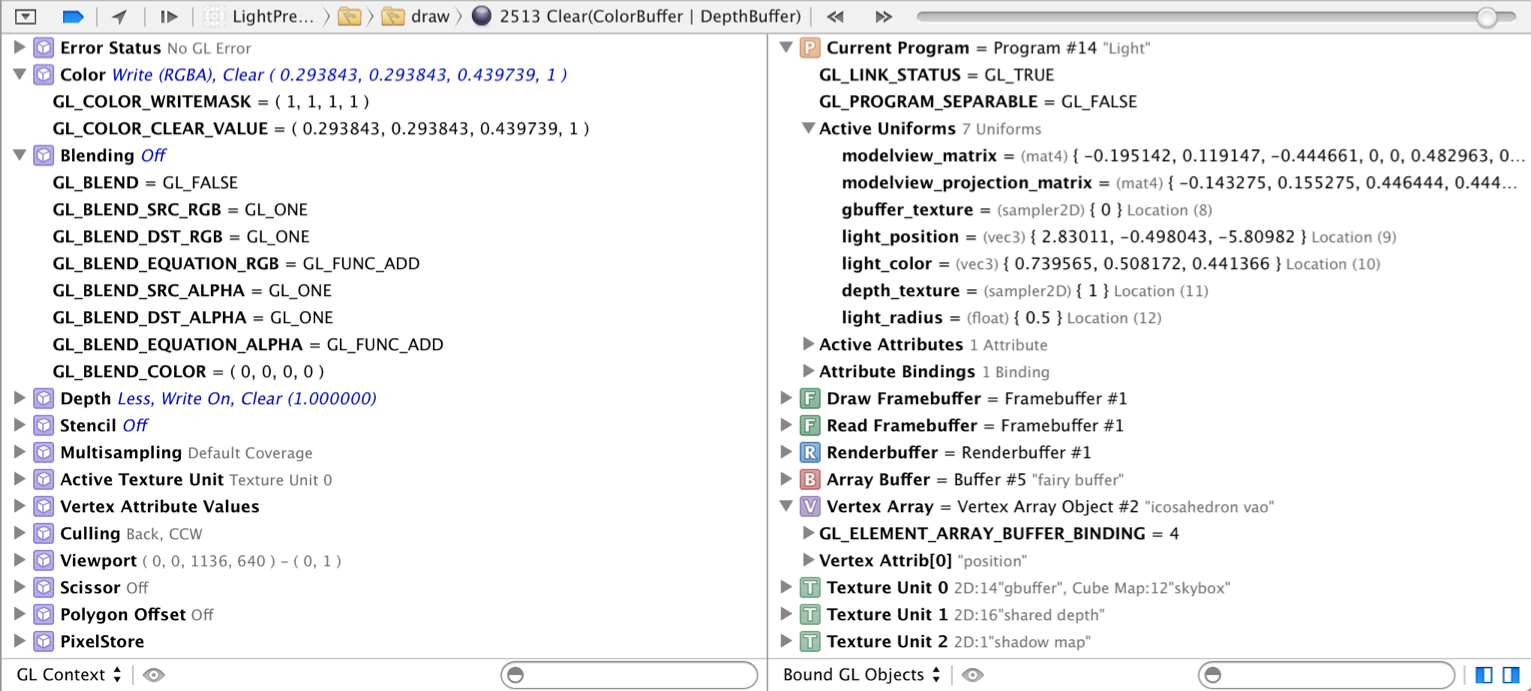 LightPre... draw 2513 Clear(ColorBuffer | DepthBuffer)
Error Status No GL Error
Color Write (RGBA), Clear ( 0.293843, 0.293843, 0.439739, 1 )
GL_COLOR_WRITEMASK = ( 1, 1, 1, 1 )
GL_COLOR_CLEAR_VALUE = ( 0.293843, 0.293843, 0.439739, 1 )
Blending Off
GL_BLEND = GL_FALSE
GL_BLEND_SRC_RGB = GL_ONE
GL_BLEND_DST_RGB = GL_ONE
GL_BLEND_EQUATION_RGB = GL_FUNC_ADD
GL_BLEND_SRC_ALPHA = GL_ONE
GL_BLEND_DST_ALPHA = GL_ONE
GL_BLEND_EQUATION_ALPHA = GL_FUNC_ADD
GL_BLEND_COLOR = ( 0, 0, 0, 0 )
Depth Less, Write On, Clear (1.000000)
Stencil Off
Multisampling Default Coverage
Active Texture Unit Texture Unit 0
Vertex Attribute Values
Culling Back, CCW
Viewport ( 0, 0, 1136, 640 ) – ( 0, 1 )
Scissor Off
Polygon Offset Off
PixelStore
GL Context
P Current Program = Program #14 "Light"
GL_LINK_STATUS = GL_TRUE
GL_PROGRAM_SEPARABLE = GL_FALSE
Active Uniforms 7 Uniforms
modelview_matrix = (mat4) { -0.195142, 0.119147, -0.444661, 0, 0, 0.482963, 0...
modelview_projection_matrix = (mat4) { -0.143275, 0.155275, 0.446444, 0.444...
gbuffer_texture = (sampler2D) { 0 } Location (8)
light_position = (vec3) { 2.83011, -0.498043, -5.80982 } Location (9)
light_color = (vec3) { 0.739565, 0.508172, 0.441366 } Location (10)
depth_texture = (sampler2D) { 1 } Location (11)
light_radius = (float) { 0.5 } Location (12)
Active Attributes 1 Attribute
Attribute Bindings 1 Binding
F Draw Framebuffer = Framebuffer #1
F Read Framebuffer = Framebuffer #1
R Renderbuffer = Renderbuffer #1
B Array Buffer = Buffer #5 "fairy buffer"
V Vertex Array = Vertex Array Object #2 "icosahedron vao"
GL_ELEMENT_ARRAY_BUFFER_BINDING = 4
Vertex Attrib[0] "position"
T Texture Unit 0 2D:14"gbuffer", Cube Map:12"skybox"
T Texture Unit 1 2D:16"shared depth"
T Texture Unit 2 2D:1"shadow map"
Bound GL Objects